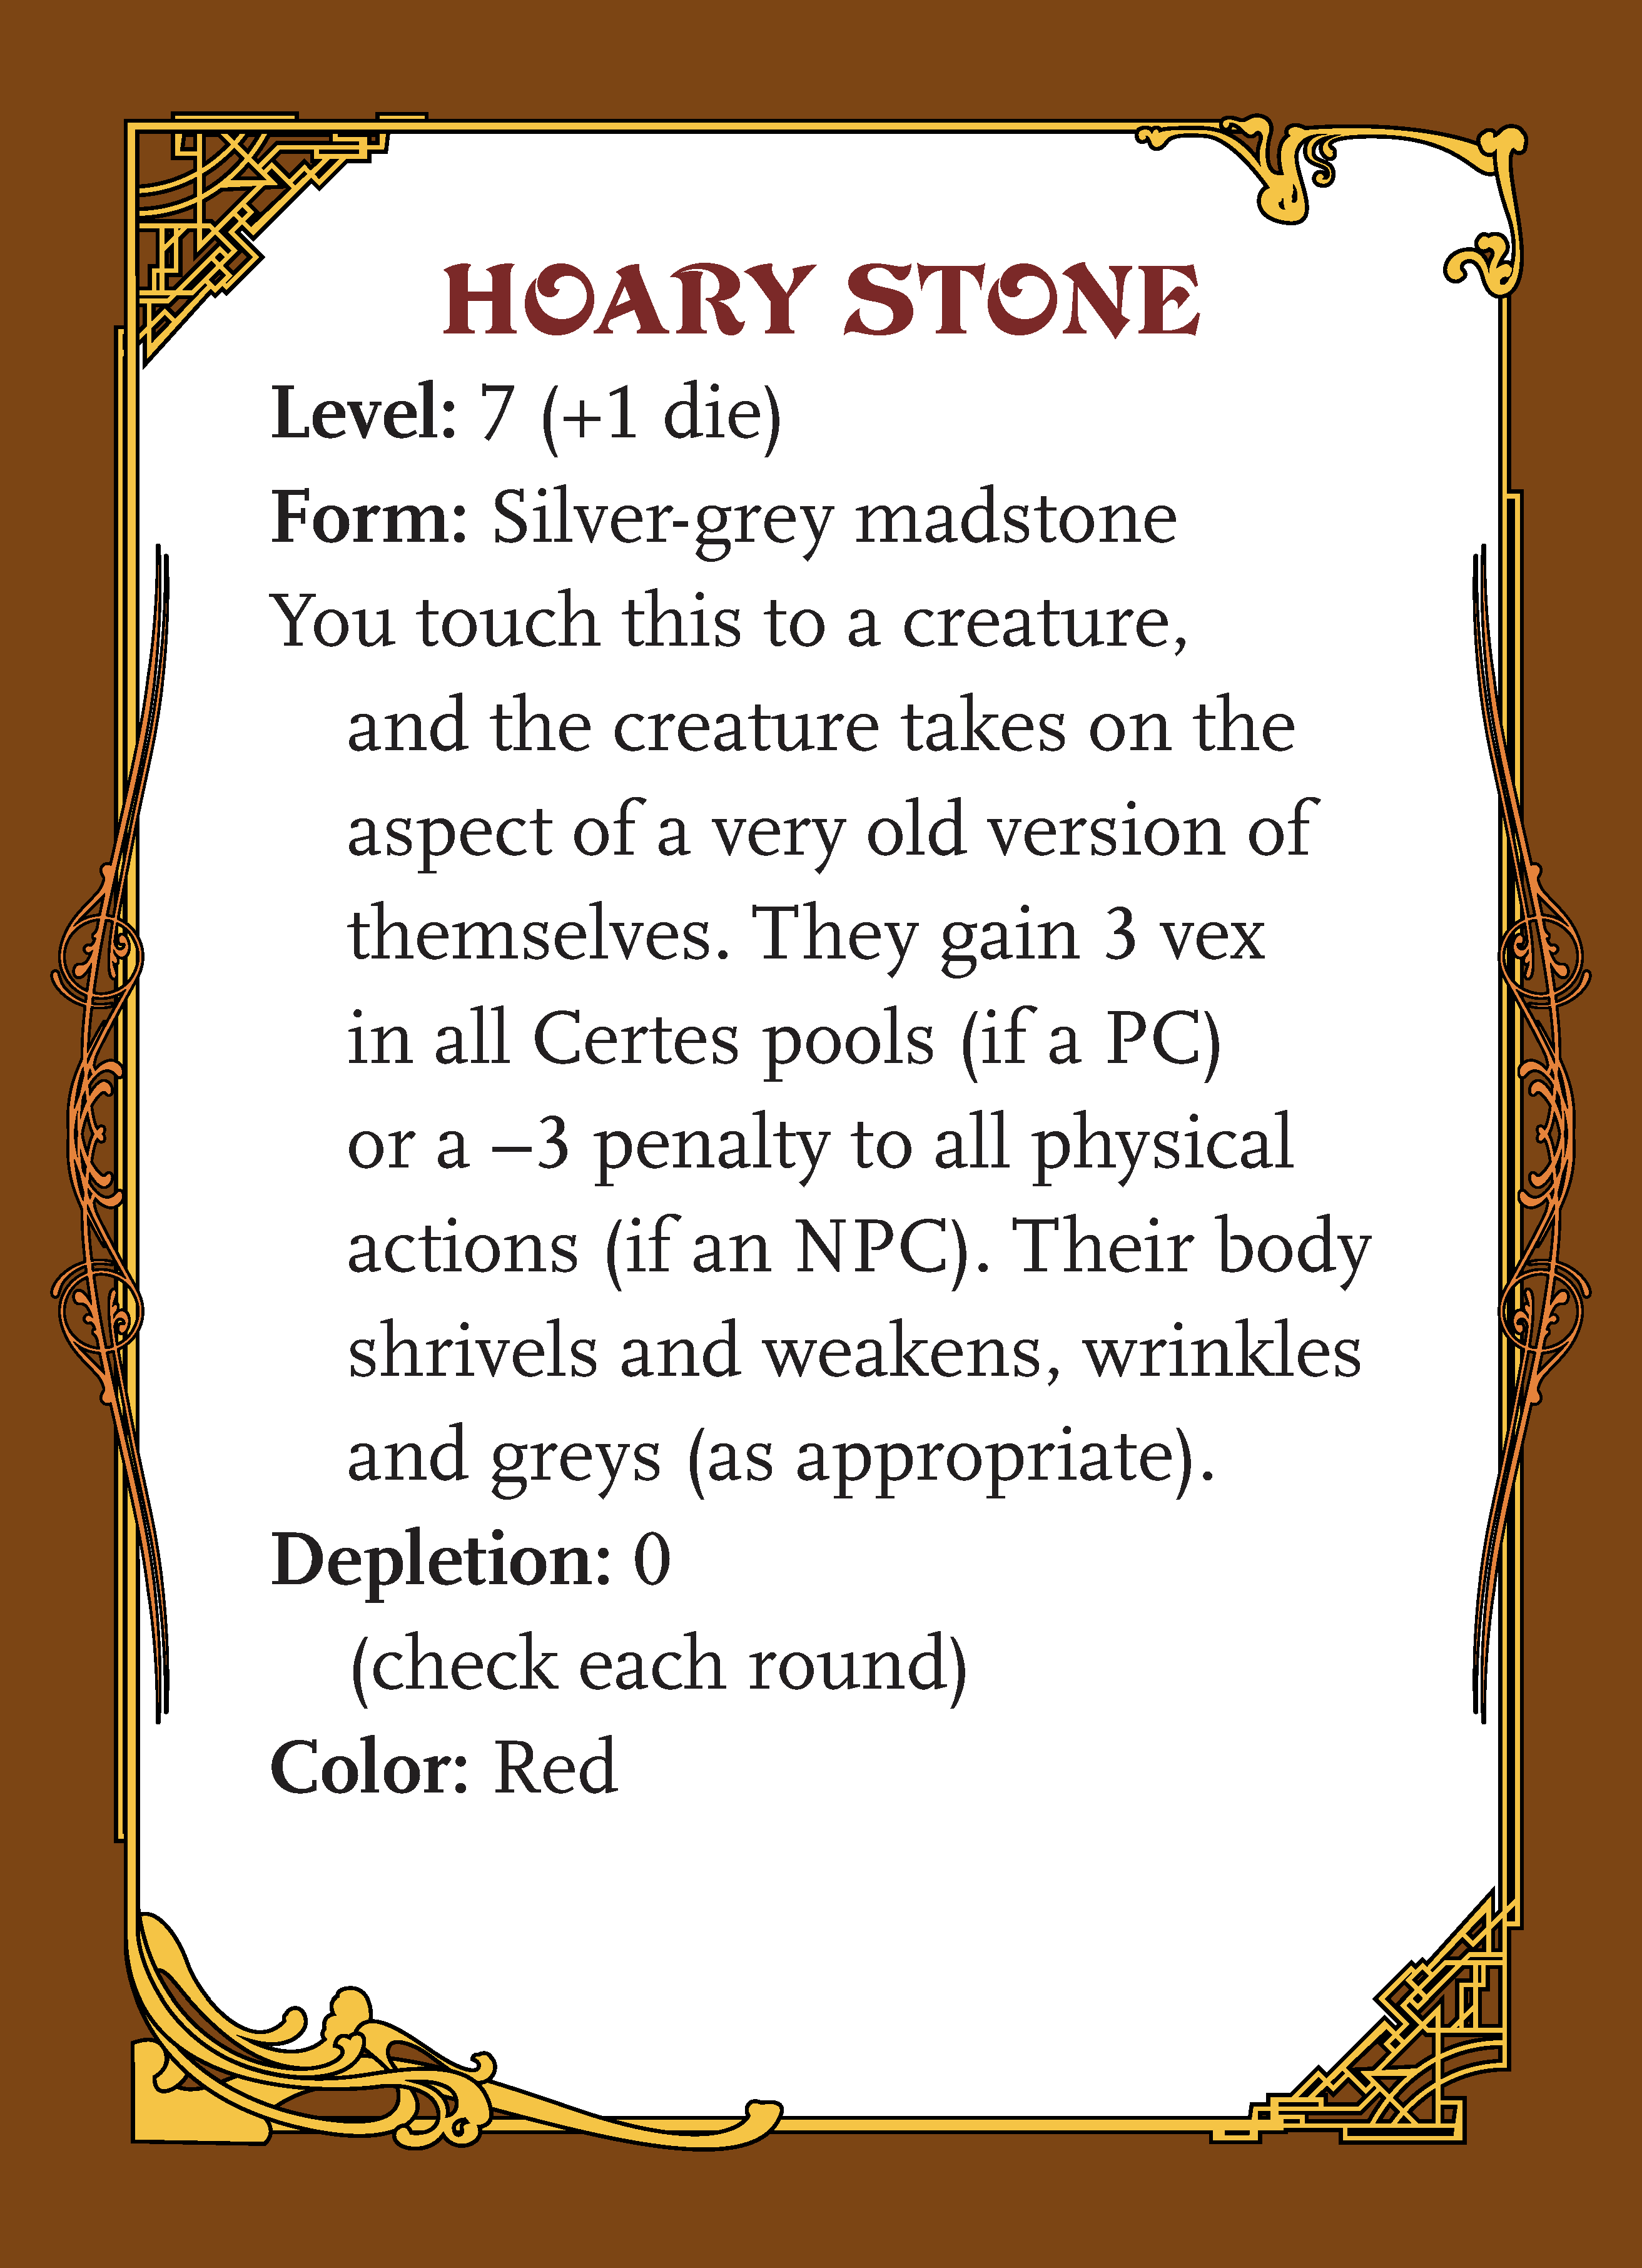 HOARY STONE
Level: 7 (+1 die)
Form: Silver-grey madstone
You touch this to a creature,
and the creature takes on the
aspect of a very old version of
themselves. They gain 3 vex
in all Certes pools (if a PC)
or a −3 penalty to all physical
actions (if an NPC). Their body
shrivels and weakens, wrinkles
and greys (as appropriate).
Depletion: 0
(check each round)
Color: Red